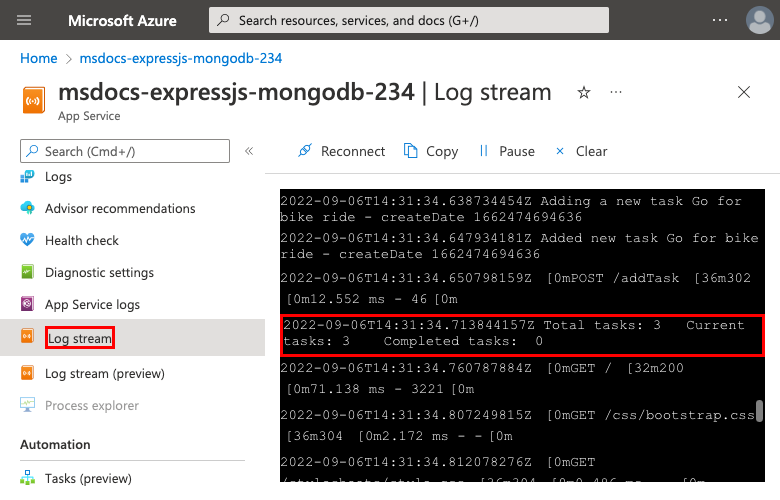 Microsoft Azure
Search resources, services, and docs (G+/)
Home > msdocs-expressjs-mongodb-234
msdocs-expressjs-mongodb-234 | Log stream
App Service
Search (Cmd+/)
Logs
Advisor recommendations
Health check
Diagnostic settings
App Service logs
Log stream
Log stream (preview)
Process explorer
Automation
Tasks (preview)
Reconnect
Copy
Pause
Clear
2022-09-06T14:31:34.638734454Z Adding a new task Go for
bike ride - createDate 1662474694636
2022-09-06T14:31:34.647934181Z Added new task Go for bike
ride - createDate 1662474694636
2022-09-06T14:31:34.650798159Z [0mPOST /addTask [36m302
[0m12.552 ms - 46 [0m
2022-09-06T14:31:34.713844157Z Total tasks: 3 Current
tasks: 3 Completed tasks: 0
2022-09-06T14:31:34.760787884Z [0mGET / [32m200
[0m71.138 ms - 3221 [0m
2022-09-06T14:31:34.807249815Z [0mGET /css/bootstrap.css
[36m304 [0m2.172 ms - - [0m
2022-09-06T14:31:34.812078276Z [0mGET